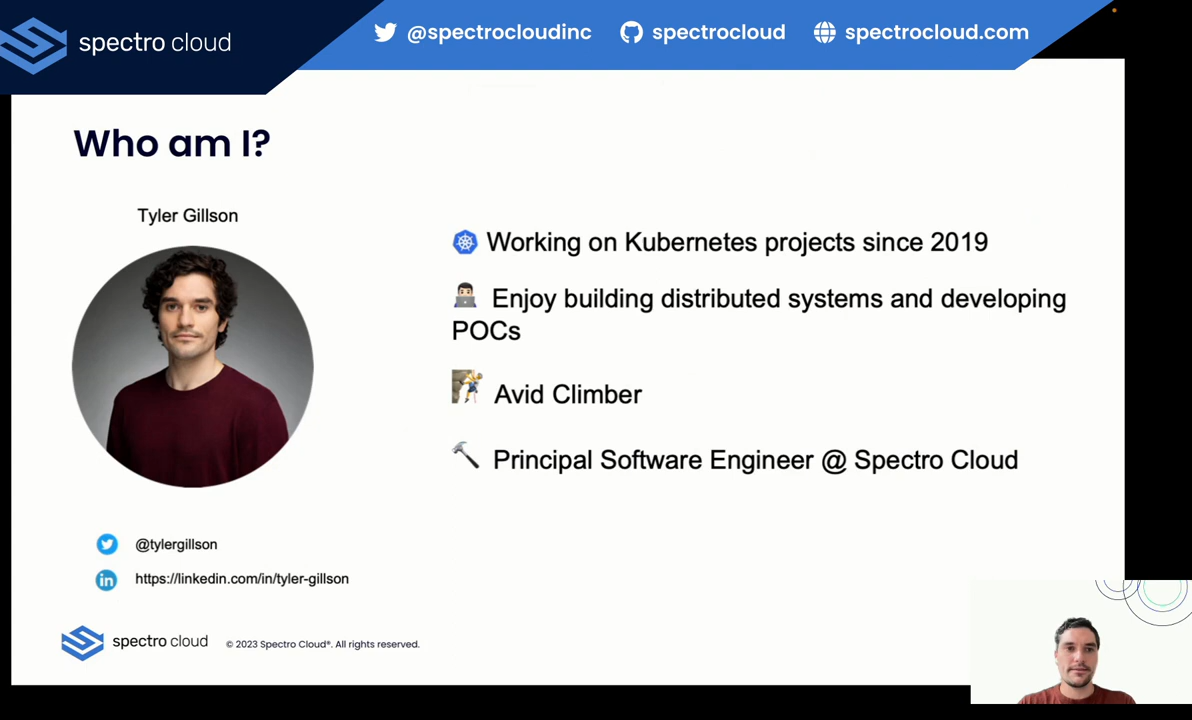 spectro cloud
@spectrocloudinc
spectrocloud
spectrocloud.com
Who am I?
Tyler Gillson
Working on Kubernetes projects since 2019
Enjoy building distributed systems and developing
POCs
Avid Climber
Principal Software Engineer @ Spectro Cloud
@tylergillson
https://linkedin.com/in/tyler-gillson
spectro cloud
© 2023 Spectro Cloud®. All rights reserved.